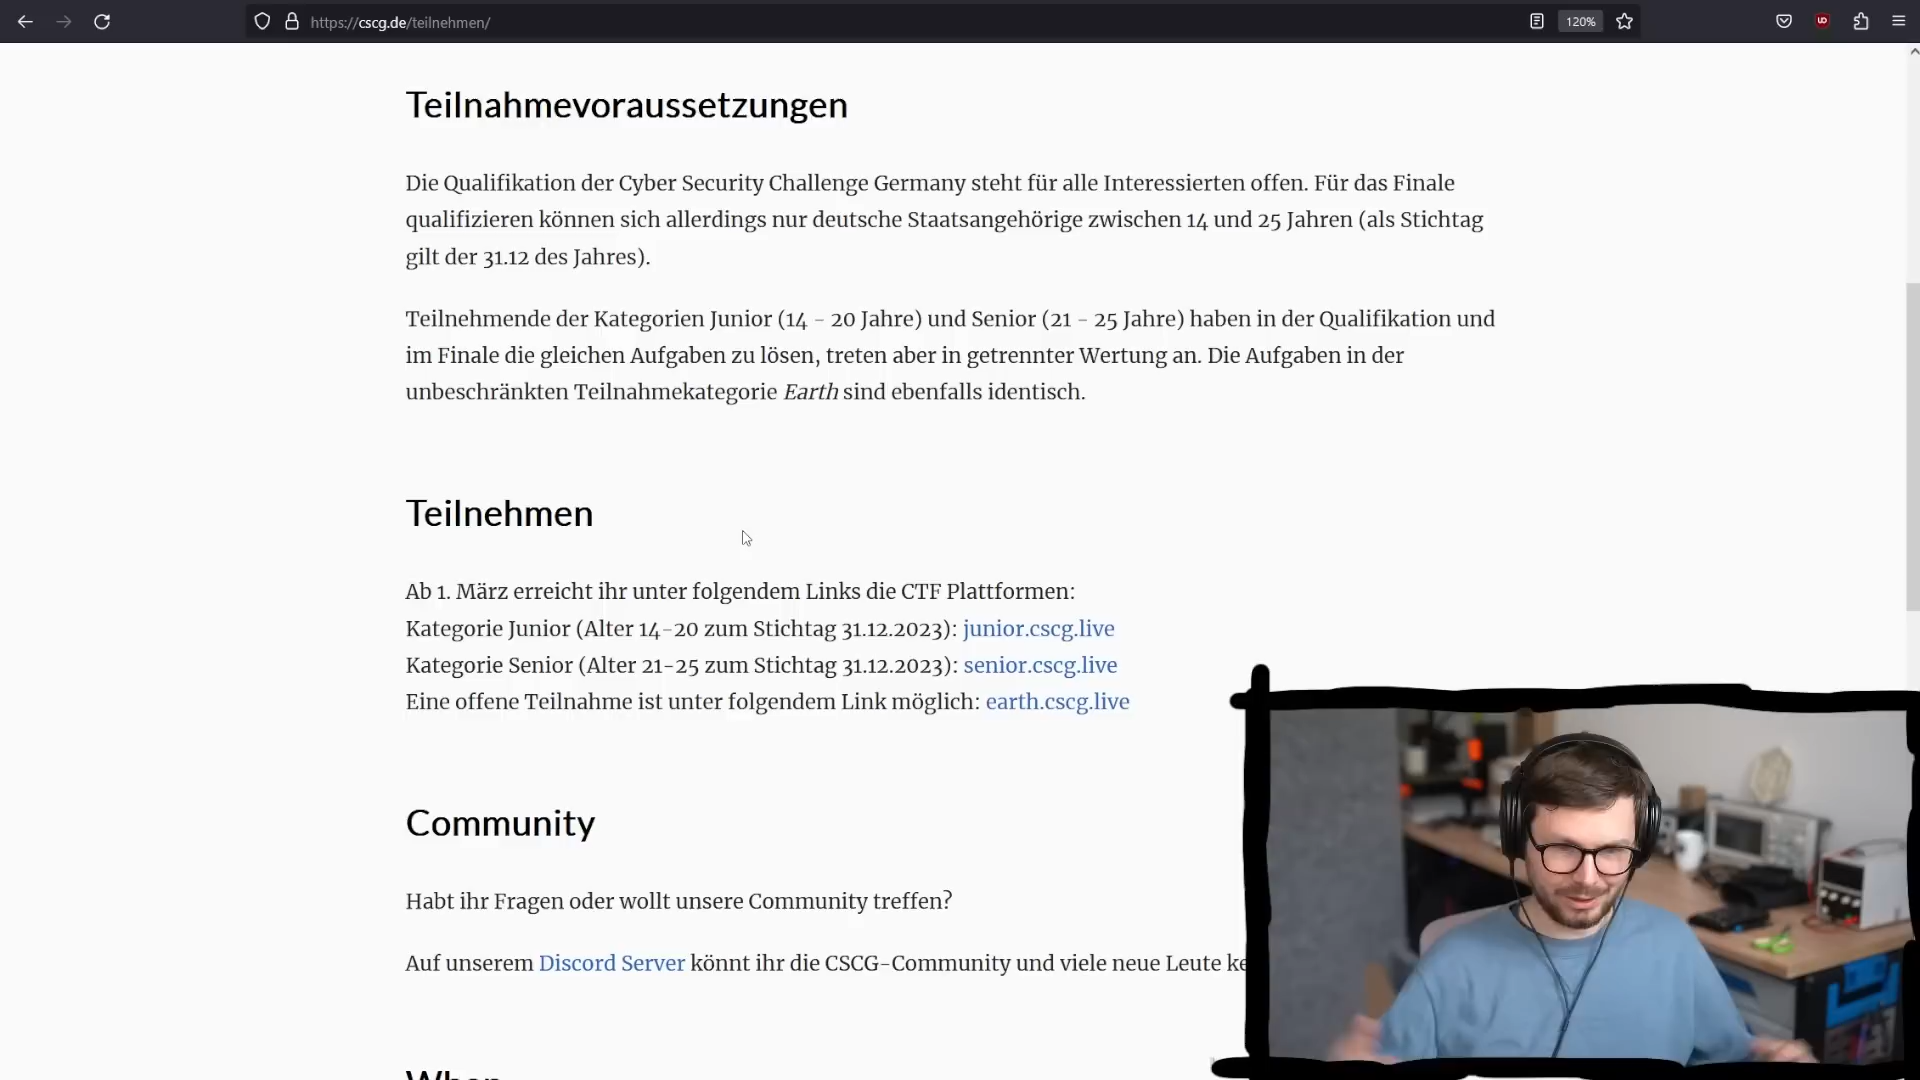 https://cscg.de/teilnehmen/
120%
Teilnahmevoraussetzungen
Die Qualifikation der Cyber Security Challenge Germany steht für alle Interessierten offen. Für das Finale
qualifizieren können sich allerdings nur deutsche Staatsangehörige zwischen 14 und 25 Jahren (als Stichtag
gilt der 31.12 des Jahres).
Teilnehmende der Kategorien Junior (14 - 20 Jahre) und Senior (21 - 25 Jahre) haben in der Qualifikation und
im Finale die gleichen Aufgaben zu lösen, treten aber in getrennter Wertung an. Die Aufgaben in der
unbeschränkten Teilnahmekategorie Earth sind ebenfalls identisch.
Teilnehmen
Ab 1. März erreicht ihr unter folgendem Links die CTF Plattformen:
Kategorie Junior (Alter 14-20 zum Stichtag 31.12.2023): junior.cscg.live
Kategorie Senior (Alter 21-25 zum Stichtag 31.12.2023): senior.cscg.live
Eine offene Teilnahme ist unter folgendem Link möglich: earth.cscg.live
Community
Habt ihr Fragen oder wollt unsere Community treffen?
Auf unserem Discord Server könnt ihr die CSCG-Community und viele neue Leute ke